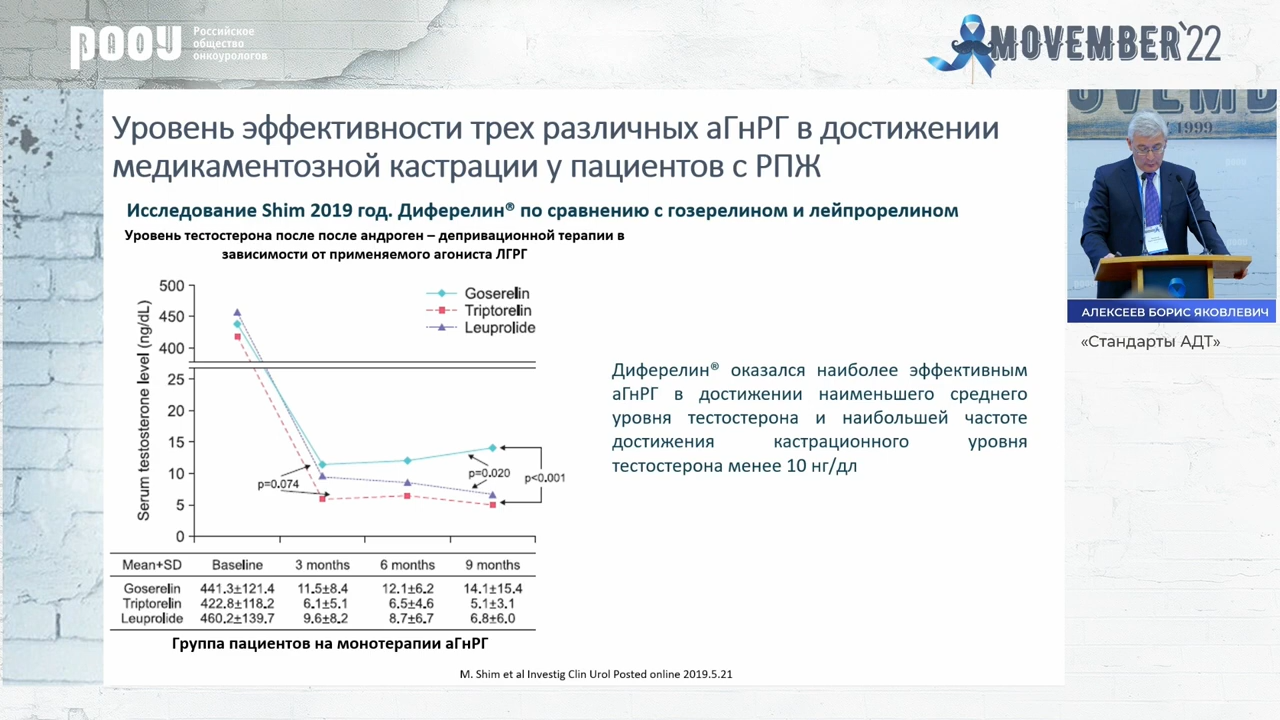 РООУ
RAOU
Российское
общество
онкоурологов
MOVEMBER'22
Уровень эффективности трех различных аГнРГ в достижении
медикаментозной кастрации у пациентов с РПЖ
Исследование Shim 2019 год. Диферелин® по сравнению с гозерелином и лейпрорелином
Уровень тестостерона после после андроген – депривационной терапии в
зависимости от применяемого агониста ЛГРГ
Serum testosterone level (ng/dL)
500
450
400
25
20
15
10
5
0
Goserelin
Triptorelin
Leuprolide
p=0.074
p=0.020
p<0.001
Mean+SD Baseline 3 months 6 months 9 months
Goserelin 441.3±121.4 11.5±8.4 12.1±6.2 14.1±15.4
Triptorelin 422.8±118.2 6.1±5.1 6.5±4.6 5.1±3.1
Leuprolide 460.2±139.7 9.6±8.2 8.7±6.7 6.8±6.0
Группа пациентов на монотерапии аГнРГ
Диферелин® оказался наиболее эффективным
аГнРГ в достижении наименьшего среднего
уровня тестостерона и наибольшей частоте
достижения кастрационного уровня
тестостерона менее 10 нг/дл
M. Shim et al Investig Clin Urol Posted online 2019.5.21
1999
АЛЕКСЕЕВ БОРИС ЯКОВЛЕВИЧ
«Стандарты АДТ»